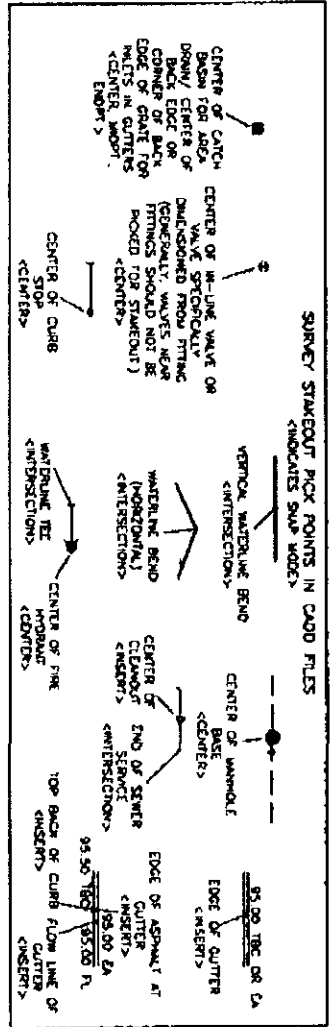 SURVEY STAKEOUT PICK POINTS IN CADD FILES
<INDICATES SNAP MODE>
CENTER OF CATCH
BASIN FOR AREA
DRAIN/ CENTER OF
BACK EDGE OR
CORNER OF BACK
EDGE OF GRATE FOR
INLETS IN GUTTERS
<CENTER, MIDPT,
ENDPT>
CENTER OF IN-LINE VALVE OR
VALVE SPECIFICALLY
DIMENSIONED FROM FITTING
(GENERALLY, VALVES NEAR
FITTINGS SHOULD NOT BE
PICKED FOR STAKEOUT)
<CENTER>
CENTER OF CURB
STOP
<CENTER>
VERTICAL WATERLINE BEND
<INTERSECTION>
WATERLINE BEND
(HORIZONTAL)
<INTERSECTION>
WATERLINE TEE
<INTERSECTION>
CENTER OF FIRE
HYDRANT
<CENTER>
CENTER OF MANHOLE
BASE
<CENTER>
CENTER OF
CLEANOUT
<INSERT>
END OF SEWER
SERVICE
<INTERSECTION>
95.00 TBC OR EA
EDGE OF GUTTER
<INSERT>
EDGE OF ASPHALT AT
GUTTER
<INSERT>
95.00 EA
95.50 TBC
95.00 FL
TOP BACK OF CURB
<INSERT>
FLOW LINE OF
GUTTER
<INSERT>